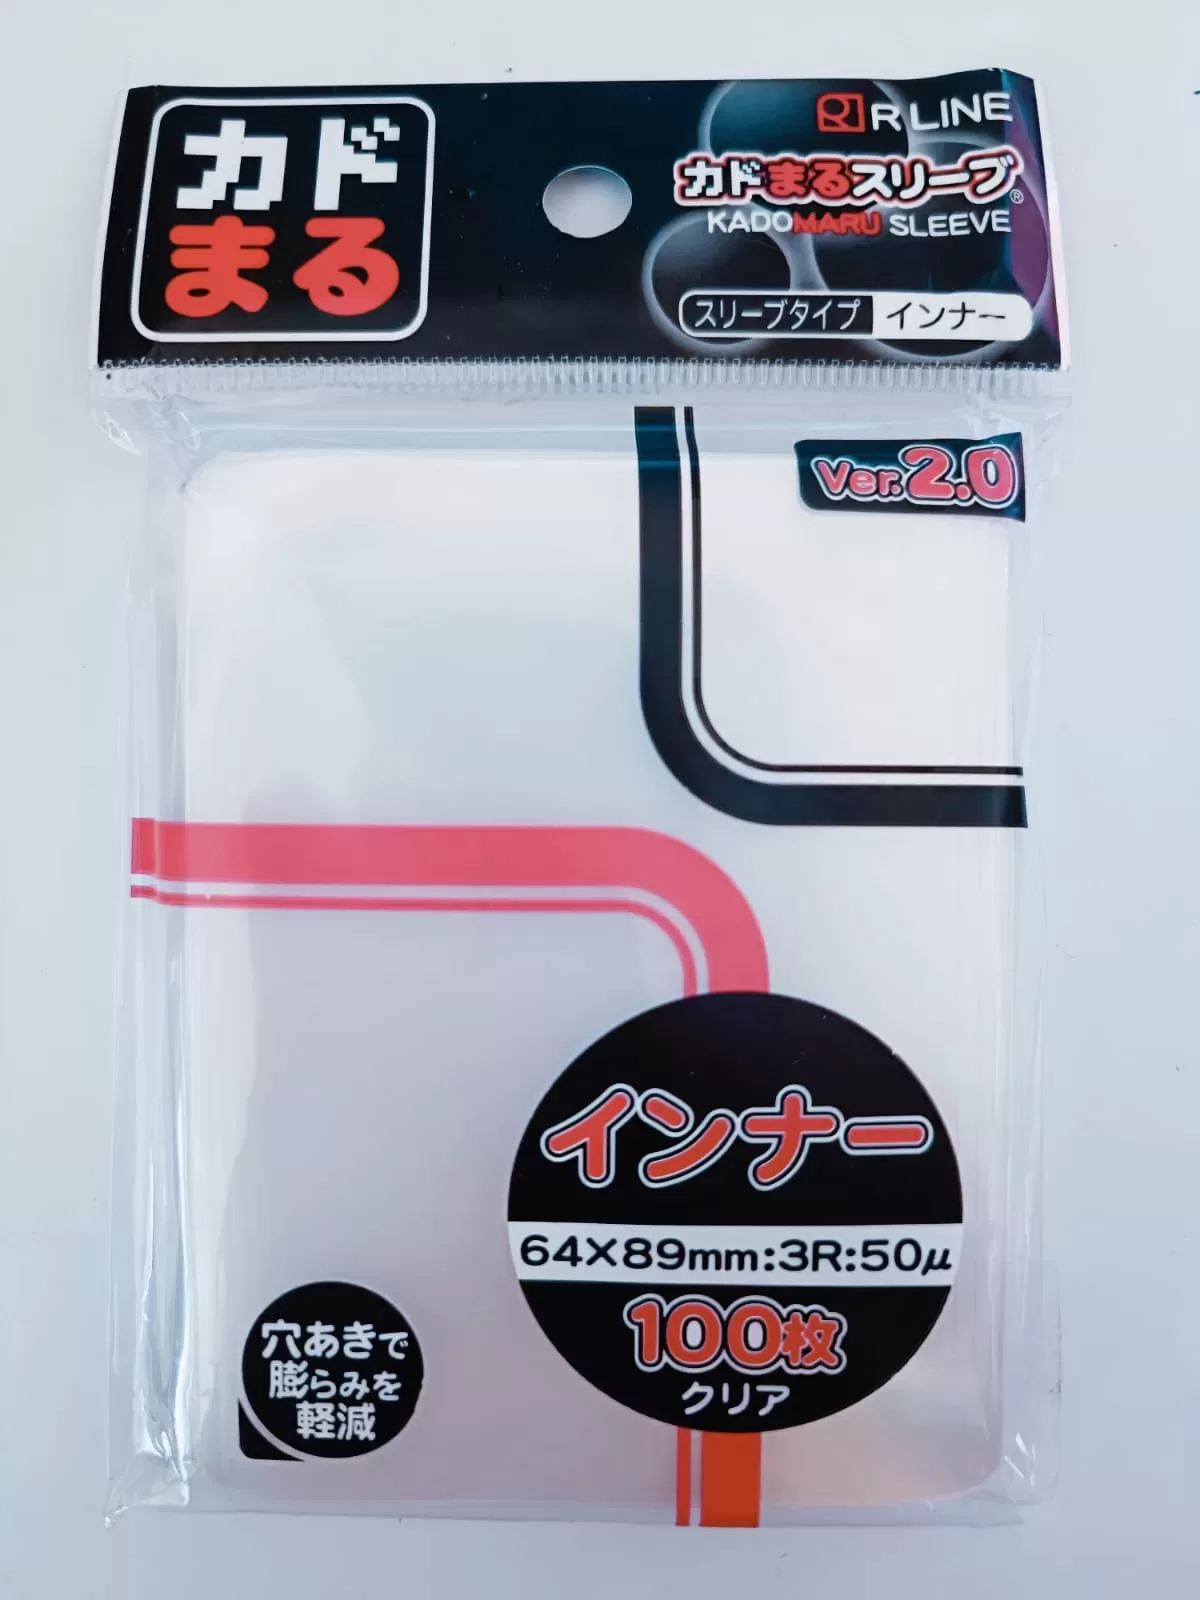 カド
まる
R LINE
カドまるスリーブ®
KADOMARU SLEEVE
スリーブタイプ インナー
Ver.2.0
インナー
64×89mm:3R:50μ
100枚
クリア
穴あきで
膨らみを
軽減